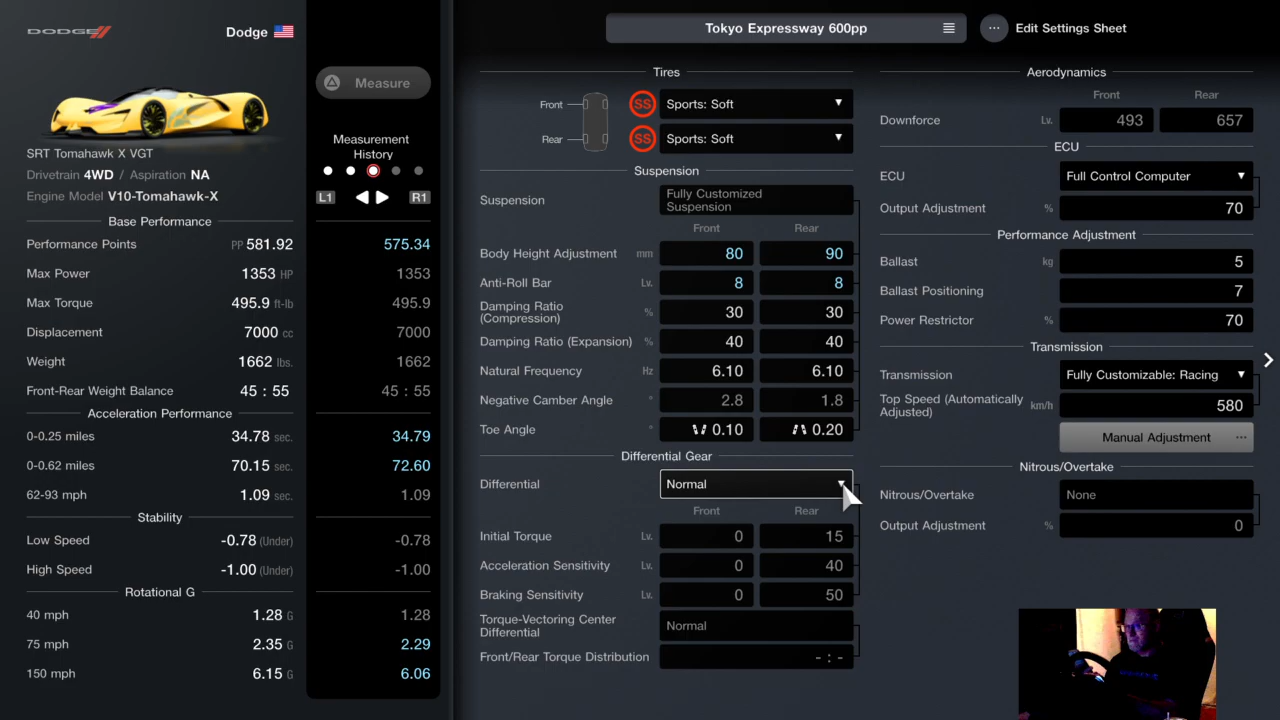 DODGE
Dodge
SRT Tomahawk X VGT
Drivetrain 4WD / Aspiration NA
Engine Model V10-Tomahawk-X
Base Performance
Performance Points PP 581.92 575.34
Max Power 1353 HP 1353
Max Torque 495.9 ft-lb 495.9
Displacement 7000 cc 7000
Weight 1662 lbs. 1662
Front-Rear Weight Balance 45 : 55 45 : 55
Acceleration Performance
0-0.25 miles 34.78 sec. 34.79
0-0.62 miles 70.15 sec. 72.60
62-93 mph 1.09 sec. 1.09
Stability
Low Speed -0.78 (Under) -0.78
High Speed -1.00 (Under) -1.00
Rotational G
40 mph 1.28 G 1.28
75 mph 2.35 G 2.29
150 mph 6.15 G 6.06
Measure
Measurement
History
L1 R1
Tokyo Expressway 600pp
Edit Settings Sheet
Tires
Front SS Sports: Soft
Rear SS Sports: Soft
Suspension
Suspension Fully Customized
Suspension
Front Rear
Body Height Adjustment mm 80 90
Anti-Roll Bar Lv. 8 8
Damping Ratio
(Compression) % 30 30
Damping Ratio (Expansion) % 40 40
Natural Frequency Hz 6.10 6.10
Negative Camber Angle ° 2.8 1.8
Toe Angle ° 0.10 0.20
Differential Gear
Differential Normal
Front Rear
Initial Torque Lv. 0 15
Acceleration Sensitivity Lv. 0 40
Braking Sensitivity Lv. 0 50
Torque-Vectoring Center
Differential Normal
Front/Rear Torque Distribution - : -
Aerodynamics
Front Rear
Downforce Lv. 493 657
ECU
ECU Full Control Computer
Output Adjustment % 70
Performance Adjustment
Ballast kg 5
Ballast Positioning 7
Power Restrictor % 70
Transmission
Transmission Fully Customizable: Racing
Top Speed (Automatically
Adjusted) km/h 580
Manual Adjustment
Nitrous/Overtake
Nitrous/Overtake None
Output Adjustment % 0